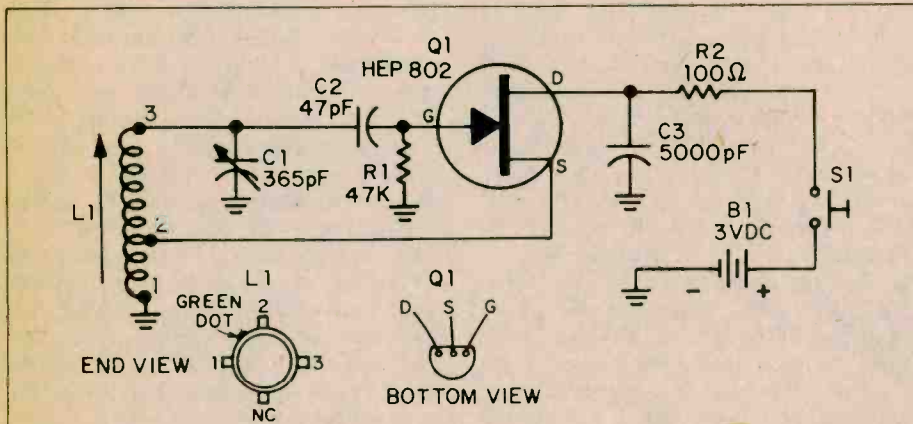 Q1
HEP 802
R2
100Ω
C2
47pF
D
3
G
C1
365pF
R1
47K
S
C3
5000pF
S1
L1
2
B1
3VDC
1
- +
L1
GREEN
DOT
2
1
3
END VIEW
NC
Q1
D S G
BOTTOM VIEW